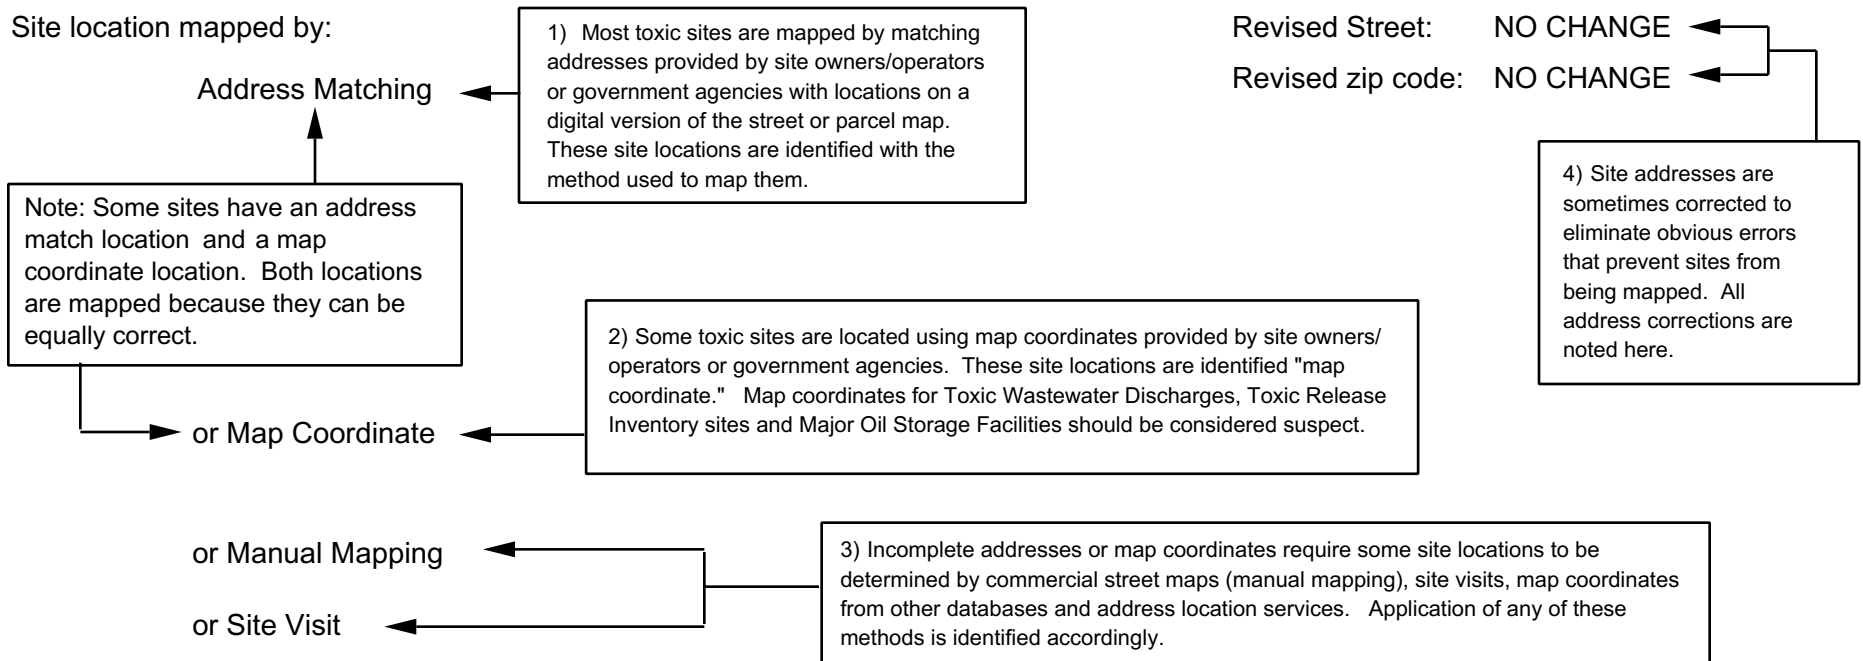 Site location mapped by:
Address Matching
1) Most toxic sites are mapped by matching
addresses provided by site owners/operators
or government agencies with locations on a
digital version of the street or parcel map.
These site locations are identified with the
method used to map them.
Revised Street: NO CHANGE
Revised zip code: NO CHANGE
4) Site addresses are
sometimes corrected to
eliminate obvious errors
that prevent sites from
being mapped. All
address corrections are
noted here.
Note: Some sites have an address
match location and a map
coordinate location. Both locations
are mapped because they can be
equally correct.
or Map Coordinate
2) Some toxic sites are located using map coordinates provided by site owners/
operators or government agencies. These site locations are identified "map
coordinate." Map coordinates for Toxic Wastewater Discharges, Toxic Release
Inventory sites and Major Oil Storage Facilities should be considered suspect.
or Manual Mapping
or Site Visit
3) Incomplete addresses or map coordinates require some site locations to be
determined by commercial street maps (manual mapping), site visits, map coordinates
from other databases and address location services. Application of any of these
methods is identified accordingly.